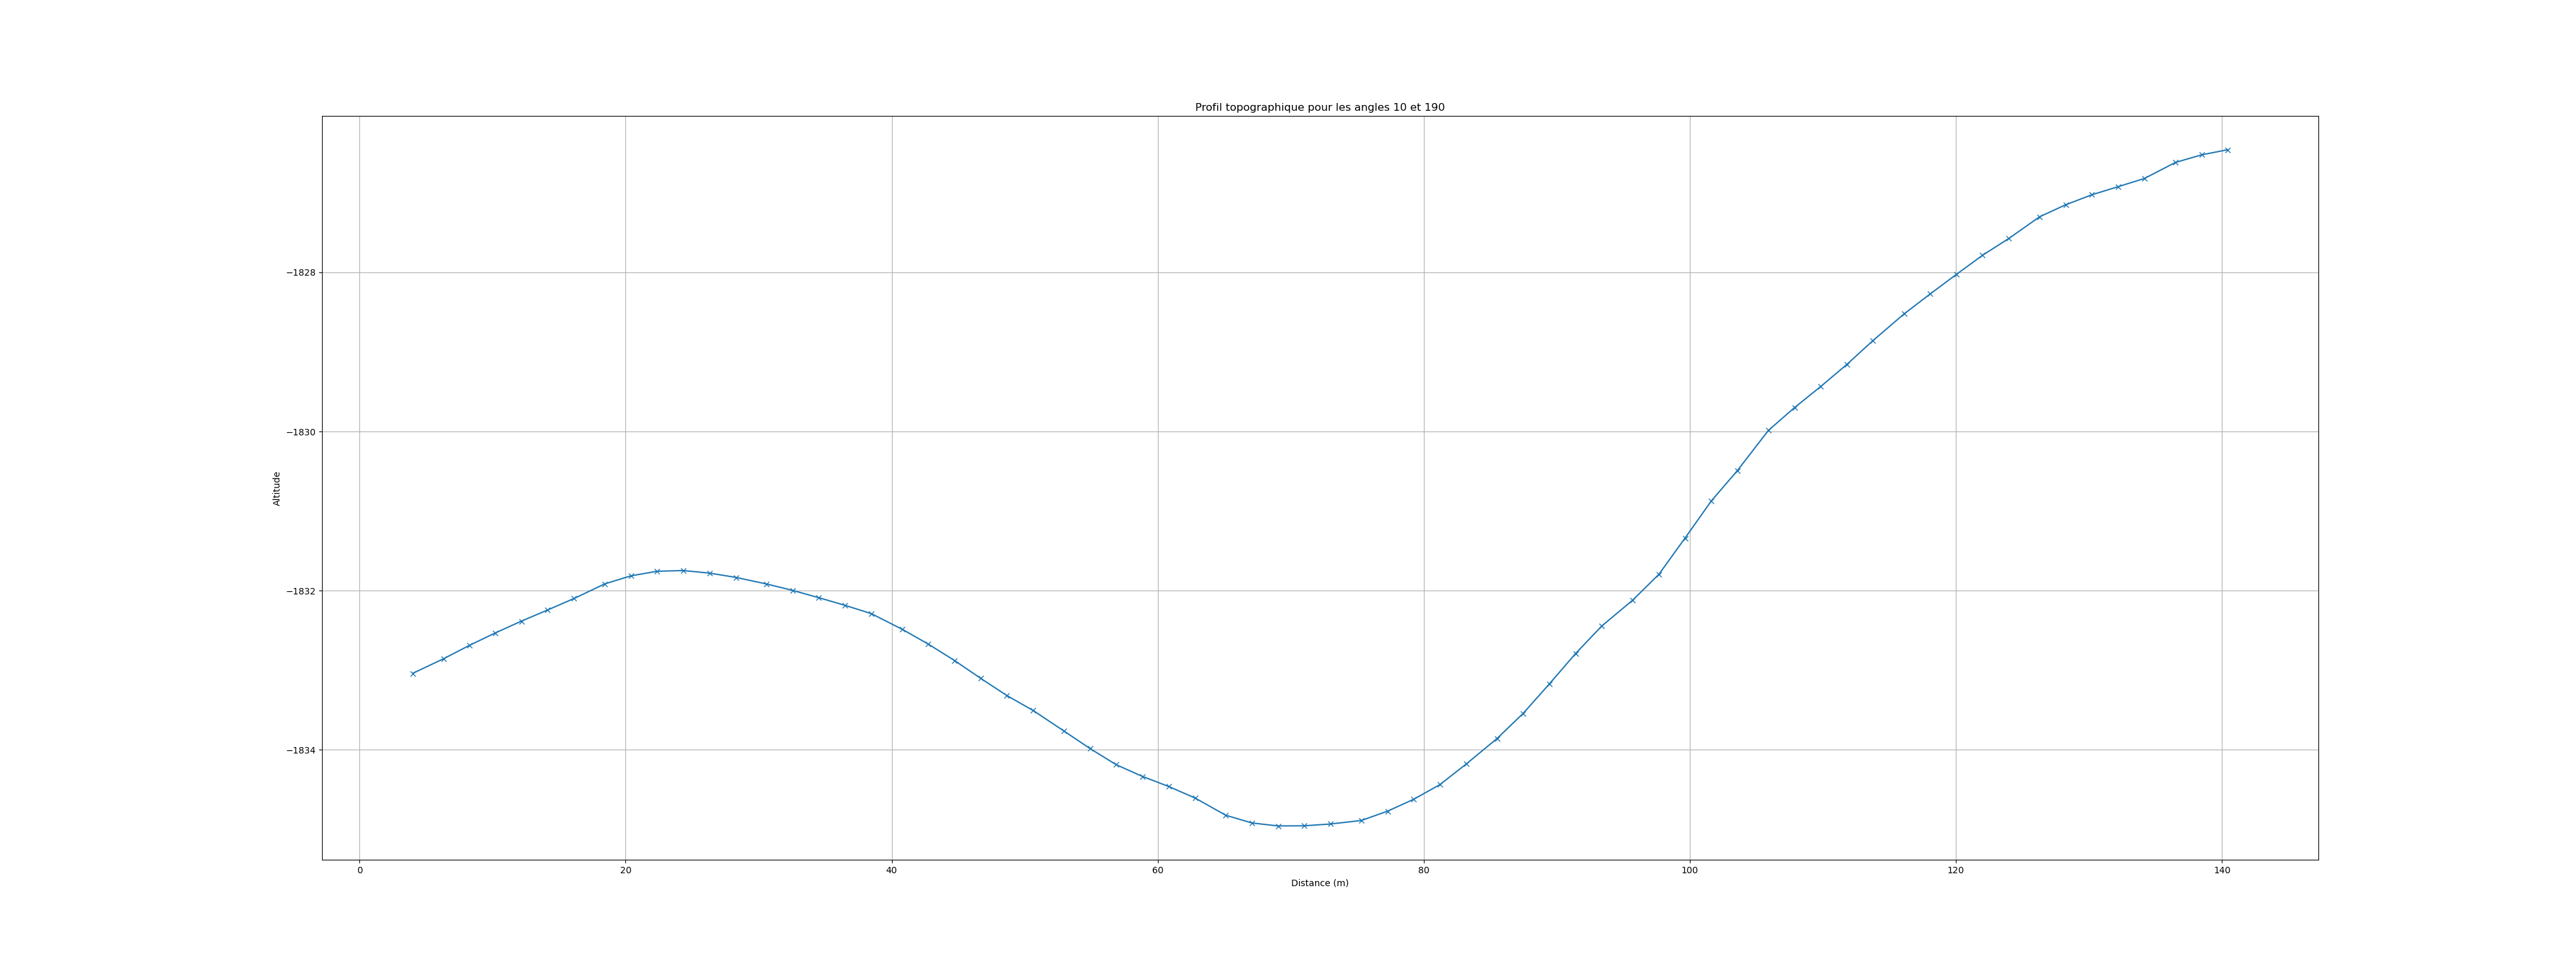 Profil topographique pour les angles 10 et 190
−1828
−1830
−1832
−1834
Altitude
0 20 40 60 80 100 120 140
Distance (m)